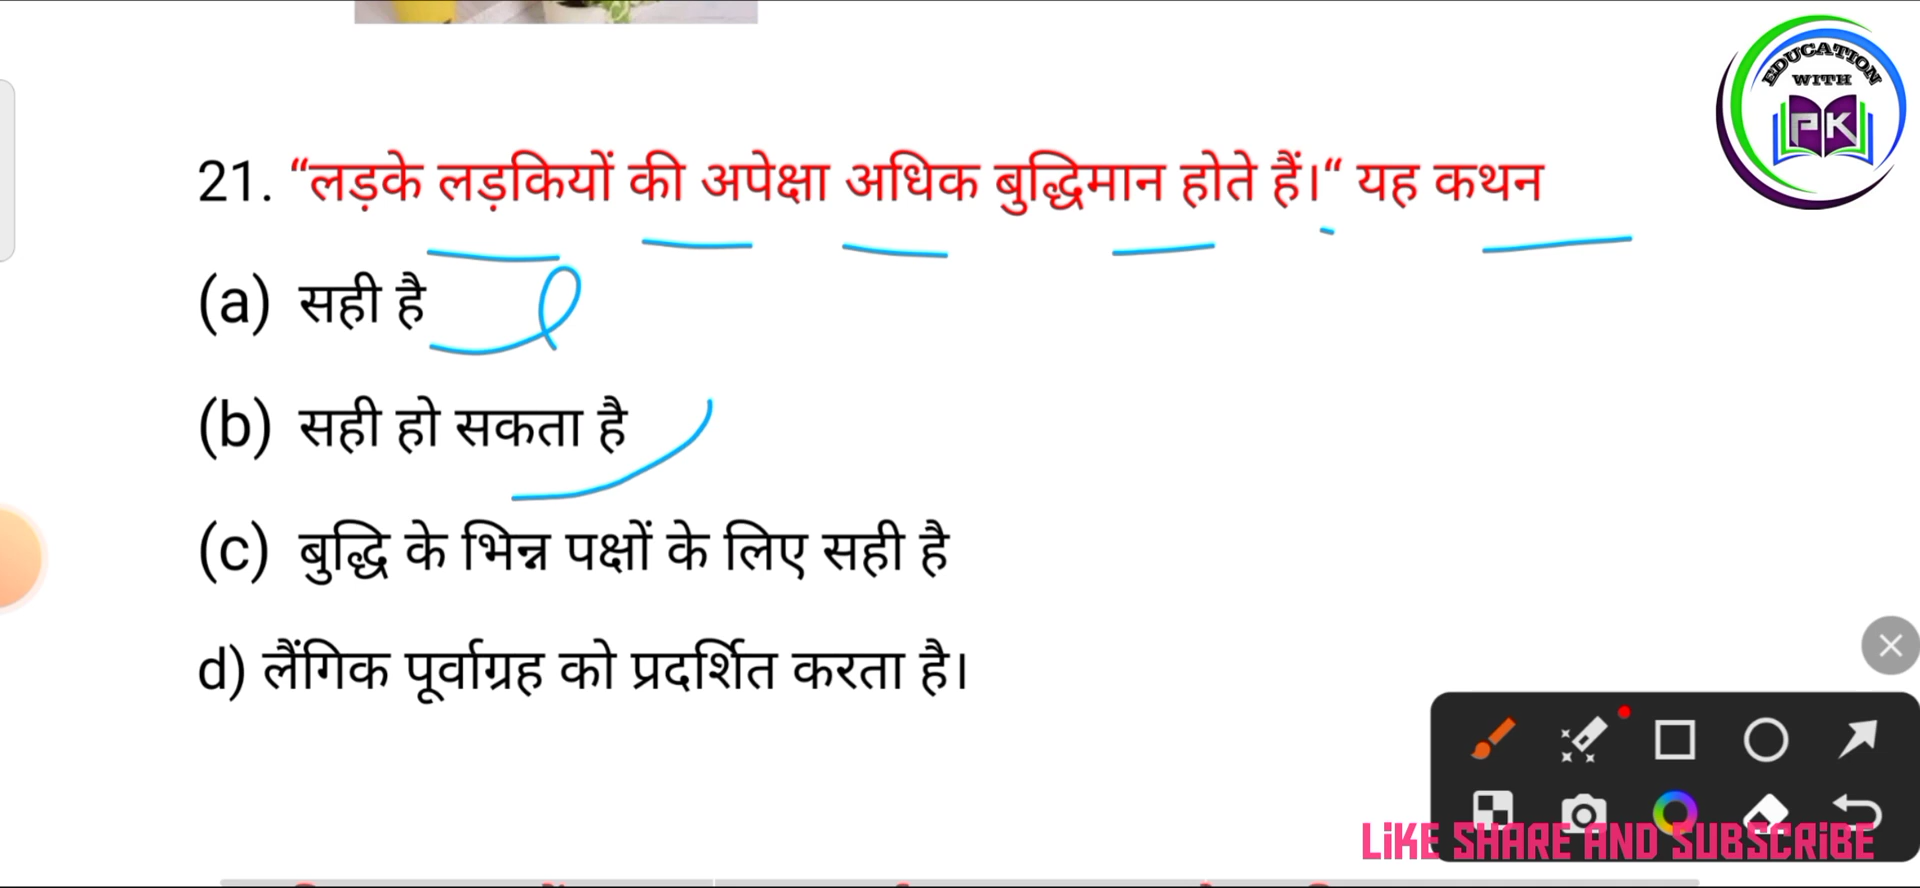 EDUCATION
WITH
PK
21. “लड़के लड़कियों की अपेक्षा अधिक बुद्धिमान होते हैं।“ यह कथन
(a) सही है
(b) सही हो सकता है
(c) बुद्धि के भिन्न पक्षों के लिए सही है
d) लैंगिक पूर्वाग्रह को प्रदर्शित करता है।
LiKE SHARE AND SUBSCRiBE